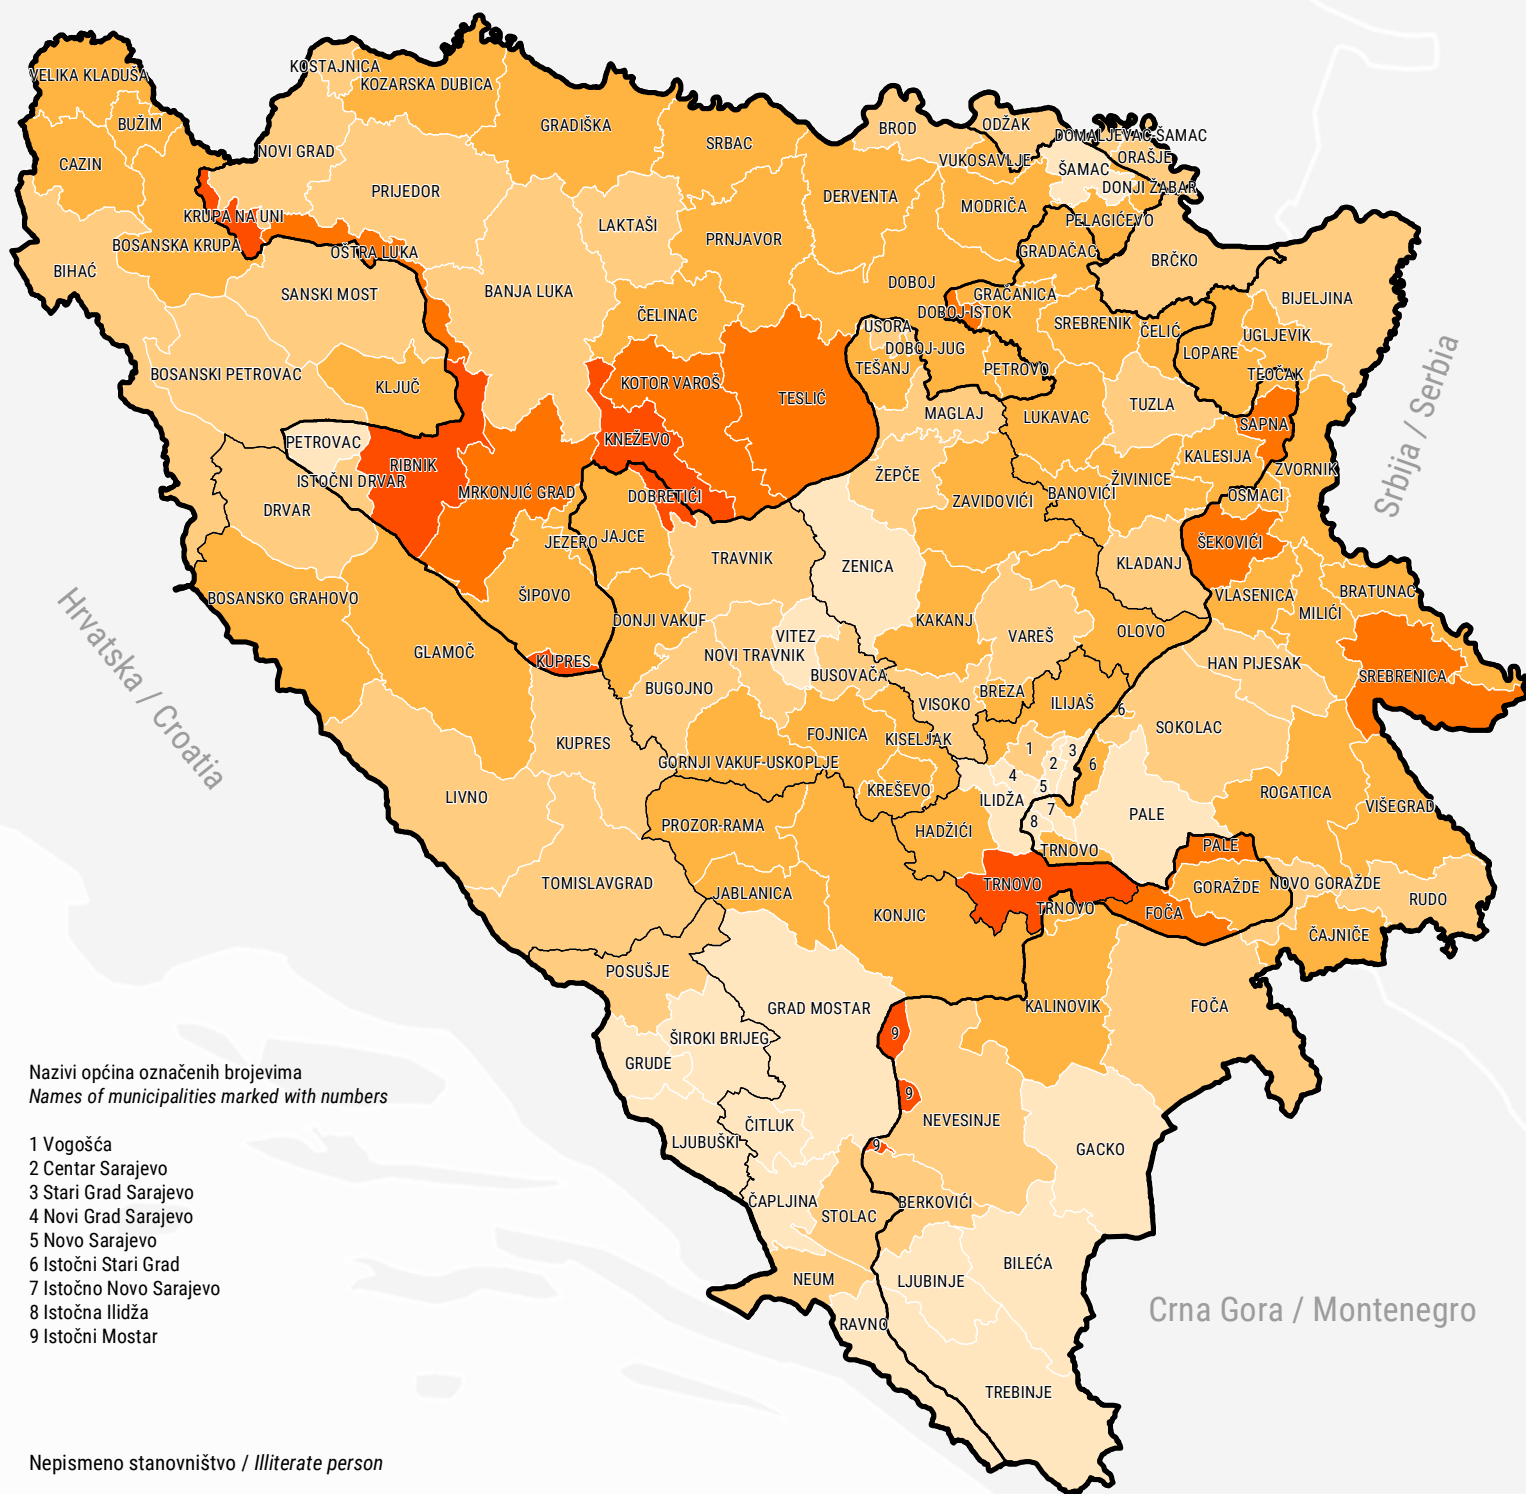 KOSTAJNICA
VELIKA KLADUŠA
KOZARSKA DUBICA
BUŽIM
GRADIŠKA
BROD
ODŽAK
DOMALJEVAC-ŠAMAC
SRBAC
NOVI GRAD
CAZIN
VUKOSAVLJE
ORAŠJE
ŠAMAC
PRIJEDOR
DERVENTA
DONJI ŽABAR
MODRIČA
KRUPA NA UNI
LAKTAŠI
PELAGIĆEVO
PRNJAVOR
BOSANSKA KRUPA
OŠTRA LUKA
GRADAČAC
BRČKO
BIHAĆ
DOBOJ
SANSKI MOST
BANJA LUKA
GRAČANICA
BIJELJINA
ČELINAC
DOBOJ-ISTOK
SREBRENIK
ČELIĆ
USORA
UGLJEVIK
DOBOJ-JUG
LOPARE
BOSANSKI PETROVAC
KLJUČ
KOTOR VAROŠ
TEŠANJ
PETROVO
TEOČAK
TESLIĆ
TUZLA
MAGLAJ
LUKAVAC
SAPNA
PETROVAC
KNEŽEVO
KALESIJA
RIBNIK
ZVORNIK
ISTOČNI DRVAR
ŽEPČE
ŽIVINICE
MRKONJIĆ GRAD
DOBRETIĆI
BANOVIĆI
OSMACI
DRVAR
ZAVIDOVIĆI
JEZERO
JAJCE
ŠEKOVIĆI
TRAVNIK
ZENICA
KLADANJ
BOSANSKO GRAHOVO
ŠIPOVO
VLASENICA
BRATUNAC
MILIĆI
DONJI VAKUF
KAKANJ
VAREŠ
OLOVO
GLAMOČ
VITEZ
NOVI TRAVNIK
KUPRES
HAN PIJESAK
BUSOVAČA
SREBRENICA
BUGOJNO
BREZA
VISOKO
ILIJAŠ
6
SOKOLAC
KUPRES
FOJNICA
KISELJAK
1
3
2
6
GORNJI VAKUF-USKOPLJE
4
5
KREŠEVO
ROGATICA
LIVNO
ILIDŽA
7
VIŠEGRAD
PALE
8
PROZOR-RAMA
HADŽIĆI
TRNOVO
PALE
TOMISLAVGRAD
JABLANICA
TRNOVO
GORAŽDE
NOVO GORAŽDE
RUDO
KONJIC
TRNOVO
FOČA
ČAJNIČE
POSUŠJE
GRAD MOSTAR
KALINOVIK
FOČA
9
ŠIROKI BRIJEG
GRUDE
9
NEVESINJE
ČITLUK
LJUBUŠKI
9
GACKO
ČAPLJINA
BERKOVIĆI
STOLAC
BILEĆA
NEUM
LJUBINJE
RAVNO
TREBINJE
Srbija / Serbia
Hrvatska / Croatia
Crna Gora / Montenegro
Nazivi općina označenih brojevima
Names of municipalities marked with numbers
1 Vogošća
2 Centar Sarajevo
3 Stari Grad Sarajevo
4 Novi Grad Sarajevo
5 Novo Sarajevo
6 Istočni Stari Grad
7 Istočno Novo Sarajevo
8 Istočna Ilidža
9 Istočni Mostar
Nepismeno stanovništvo / Illiterate person